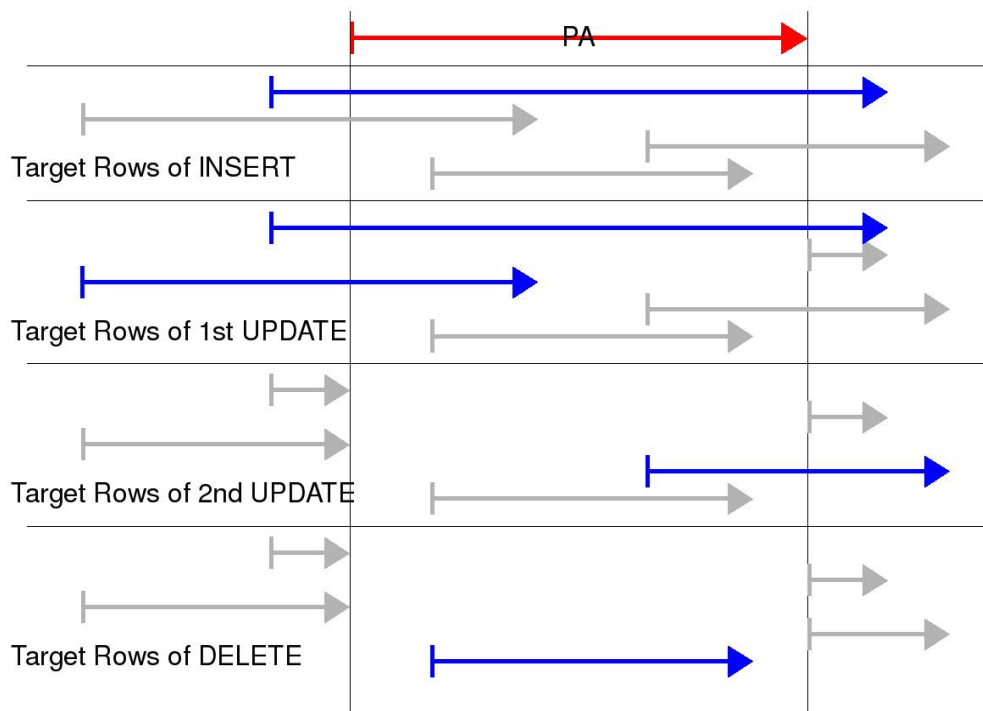 PA
Target Rows of INSERT
Target Rows of 1st UPDATE
Target Rows of 2nd UPDATE
Target Rows of DELETE